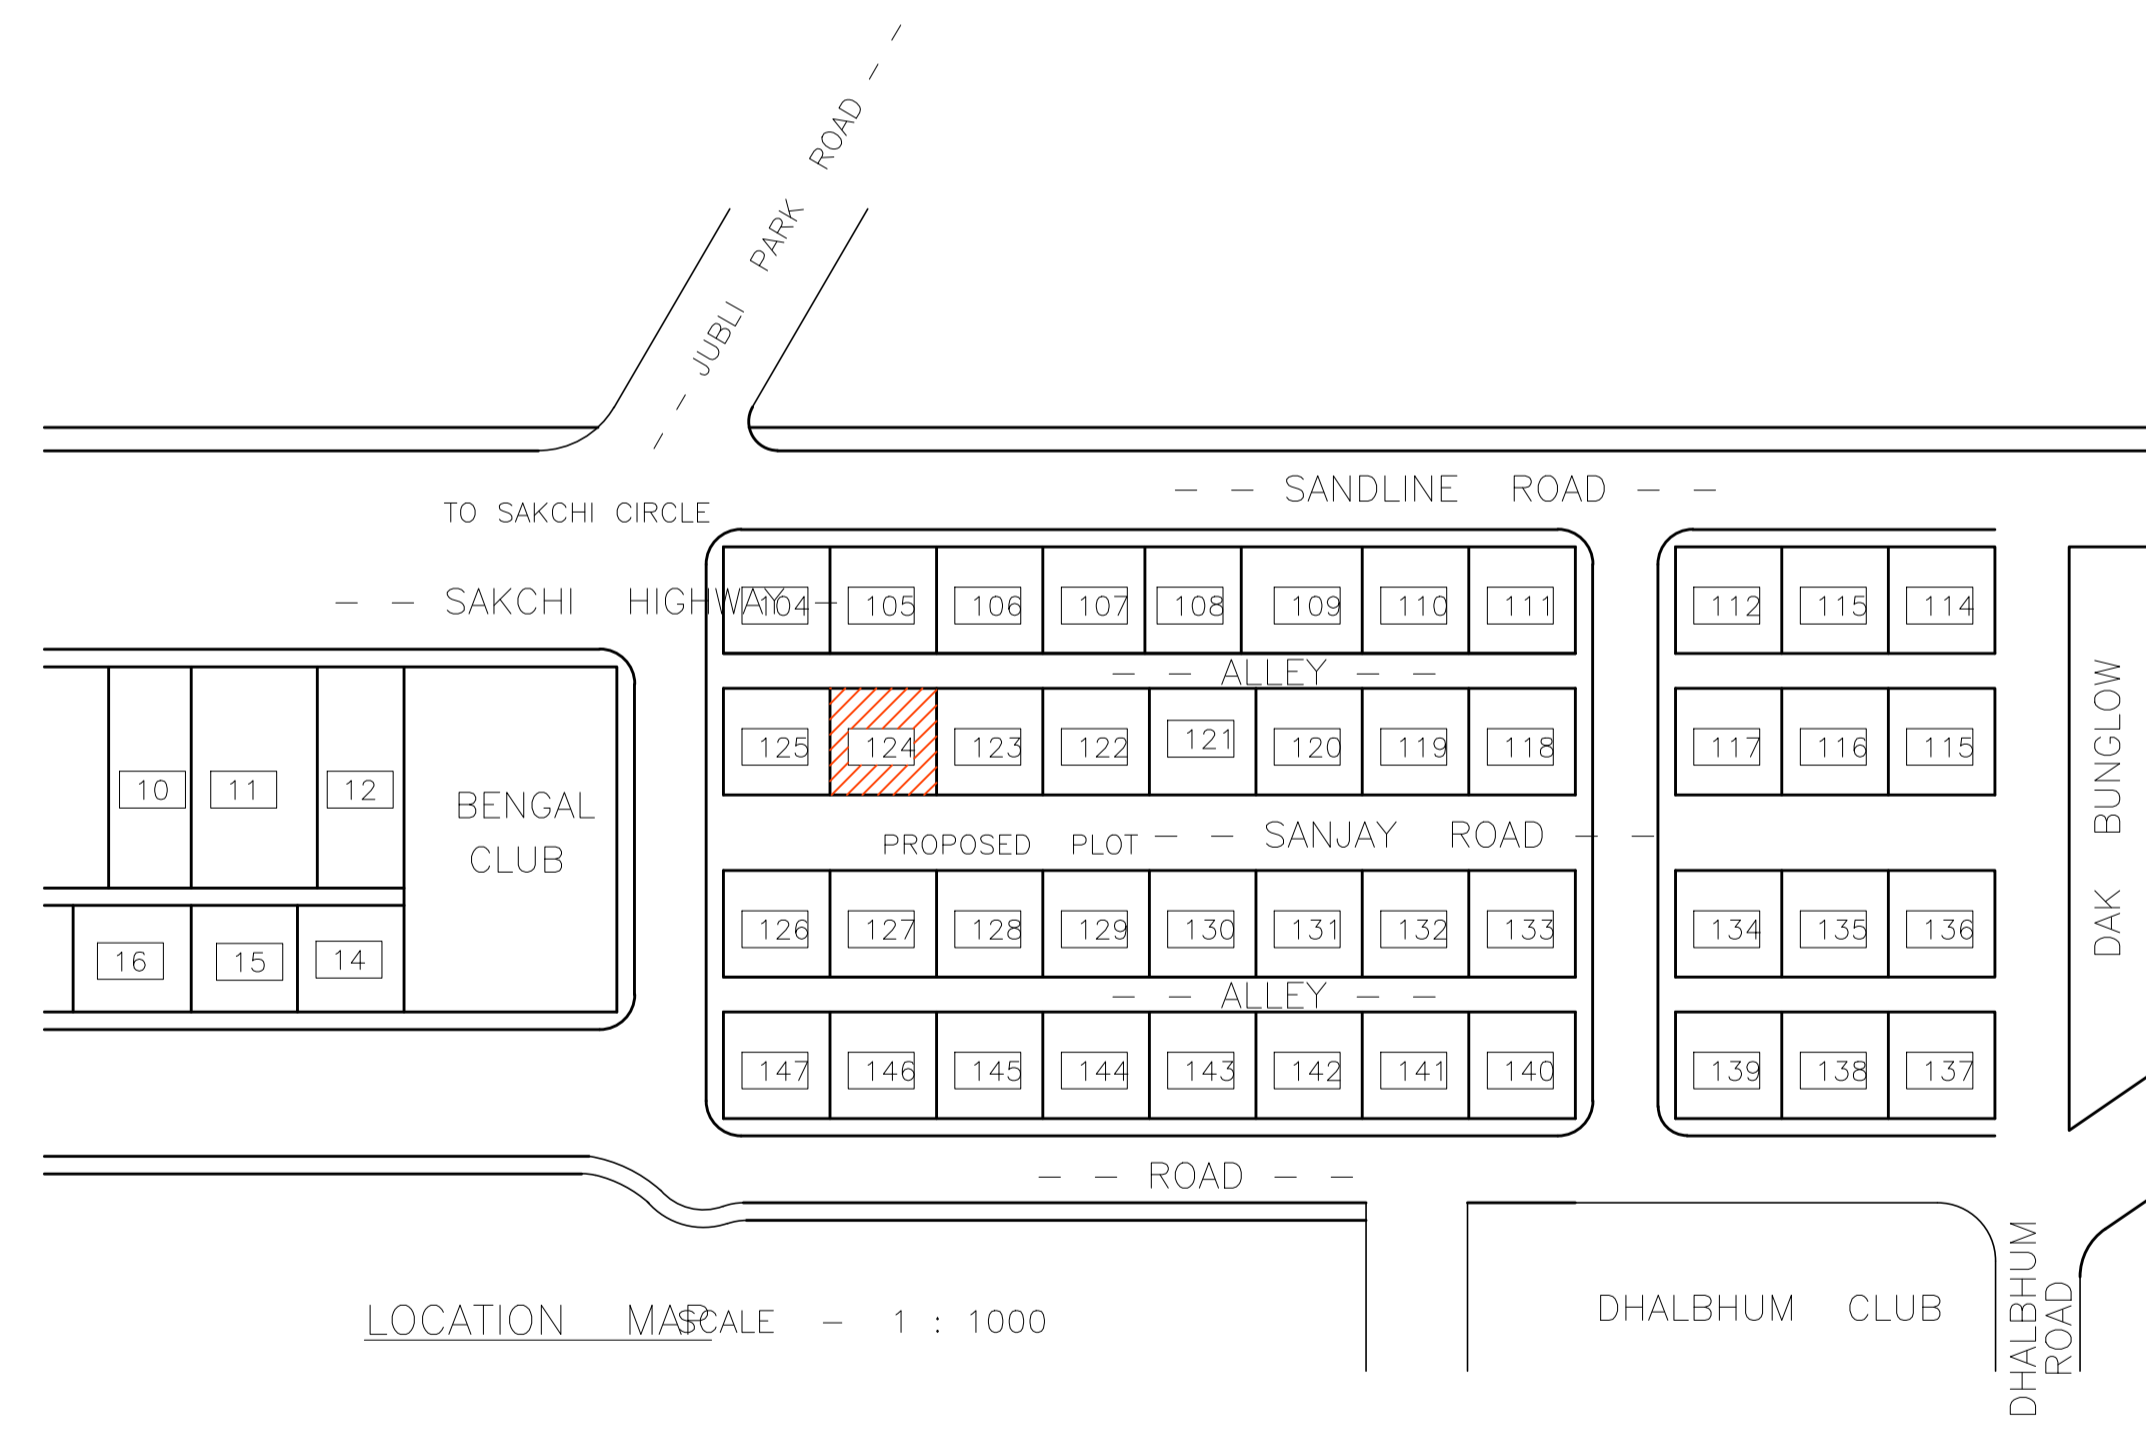 - - JUBLI PARK ROAD - -
- - SANDLINE ROAD - -
TO SAKCHI CIRCLE
- - SAKCHI HIGHWAY -
104 105 106 107 108 109 110 111 112 115 114
- - ALLEY - -
125 124 123 122 121 120 119 118 117 116 115
10 11 12
BENGAL
CLUB
PROPOSED PLOT
- - SANJAY ROAD - -
DAK BUNGLOW
126 127 128 129 130 131 132 133 134 135 136
16 15 14
- - ALLEY - -
147 146 145 144 143 142 141 140 139 138 137
- - ROAD - -
LOCATION MAP
SCALE - 1 : 1000
DHALBHUM CLUB
DHALBHUM
ROAD